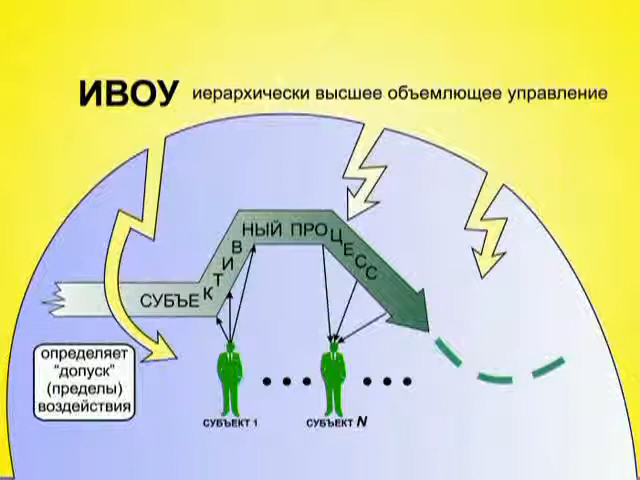 ИВОУ иерархически высшее объемлющее управление
СУБЪЕКТИВНЫЙ ПРОЦЕСС
определяет
"допуск"
(пределы)
воздействия
СУБЪЕКТ 1
СУБЪЕКТ N